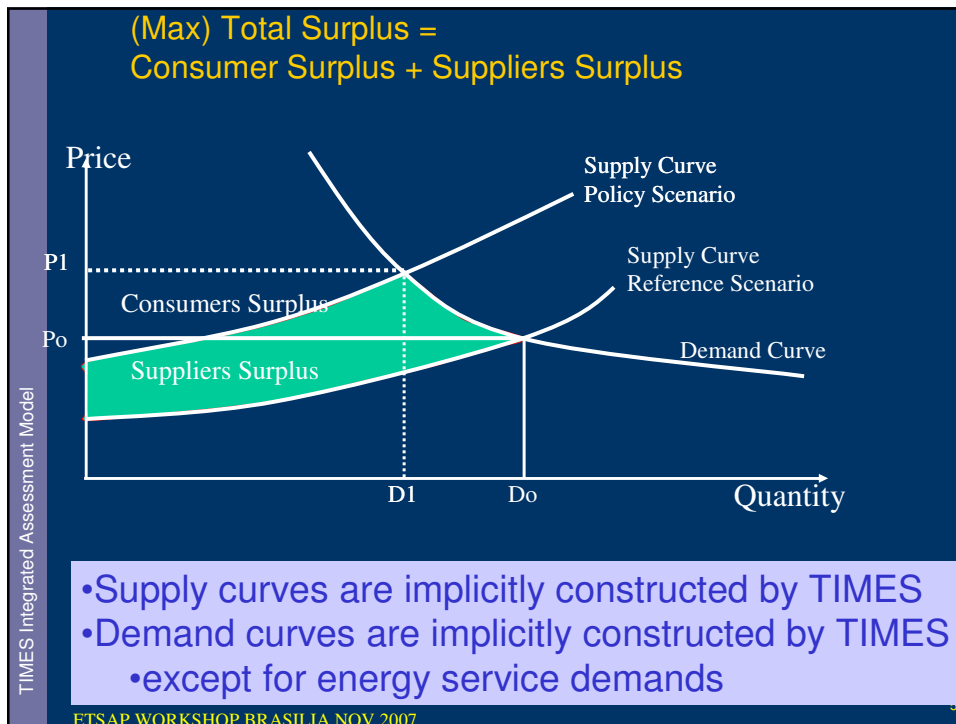 (Max) Total Surplus =
Consumer Surplus + Suppliers Surplus
Price
Supply Curve
Policy Scenario
P1
Supply Curve
Reference Scenario
Consumers Surplus
Po
Demand Curve
Suppliers Surplus
D1
Do
Quantity
TIMES Integrated Assessment Model
•Supply curves are implicitly constructed by TIMES
•Demand curves are implicitly constructed by TIMES
•except for energy service demands
ETSAP WORKSHOP BRASILIA NOV 2007